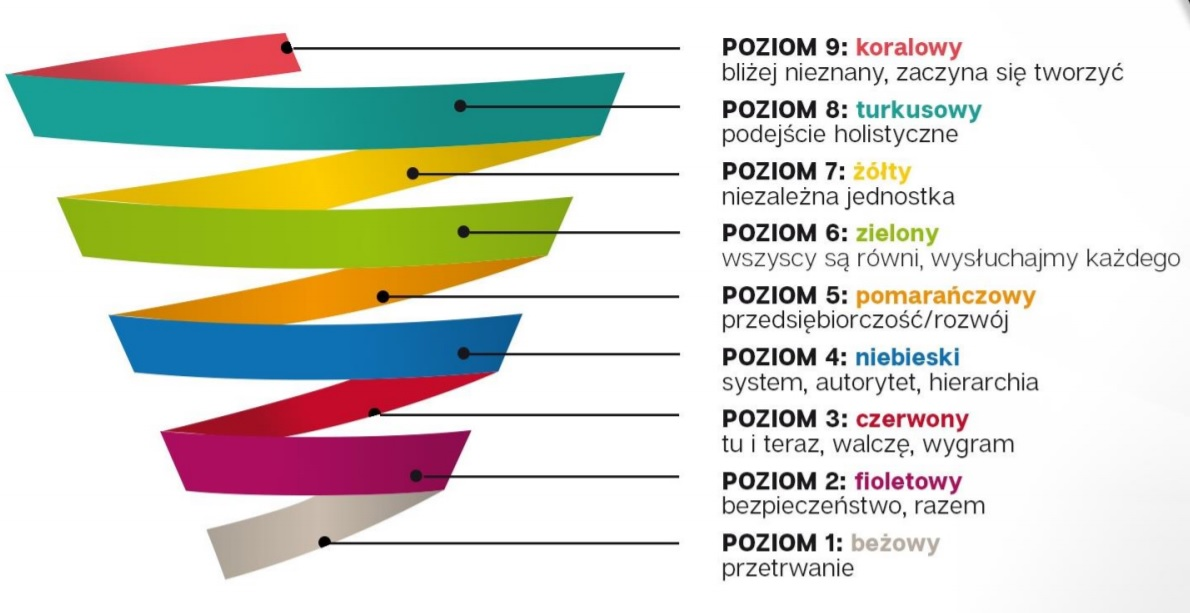 POZIOM 9: koralowy
bliżej nieznany, zaczyna się tworzyć
POZIOM 8: turkusowy
podejście holistyczne
POZIOM 7: żółty
niezależna jednostka
POZIOM 6: zielony
wszyscy są równi, wysłuchajmy każdego
POZIOM 5: pomarańczowy
przedsiębiorczość/rozwój
POZIOM 4: niebieski
system, autorytet, hierarchia
POZIOM 3: czerwony
tu i teraz, walczę, wygram
POZIOM 2: fioletowy
bezpieczeństwo, razem
POZIOM 1: beżowy
przetrwanie